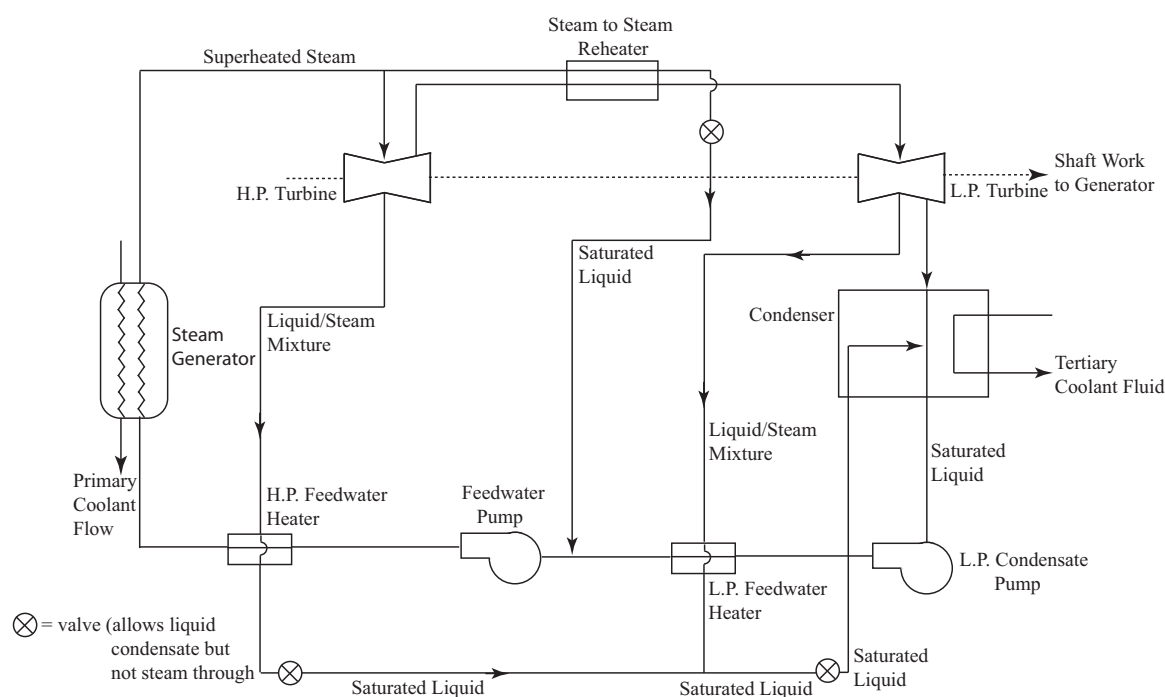 Steam to Steam
Reheater
Superheated Steam
H.P. Turbine
L.P. Turbine
Shaft Work
to Generator
Saturated
Liquid
Steam
Generator
Liquid/Steam
Mixture
Condenser
Tertiary
Coolant Fluid
Liquid/Steam
Mixture
Saturated
Liquid
Primary
Coolant
Flow
H.P. Feedwater
Heater
Feedwater
Pump
L.P. Feedwater
Heater
L.P. Condensate
Pump
= valve (allows liquid
condensate but
not steam through
Saturated Liquid
Saturated Liquid
Saturated
Liquid